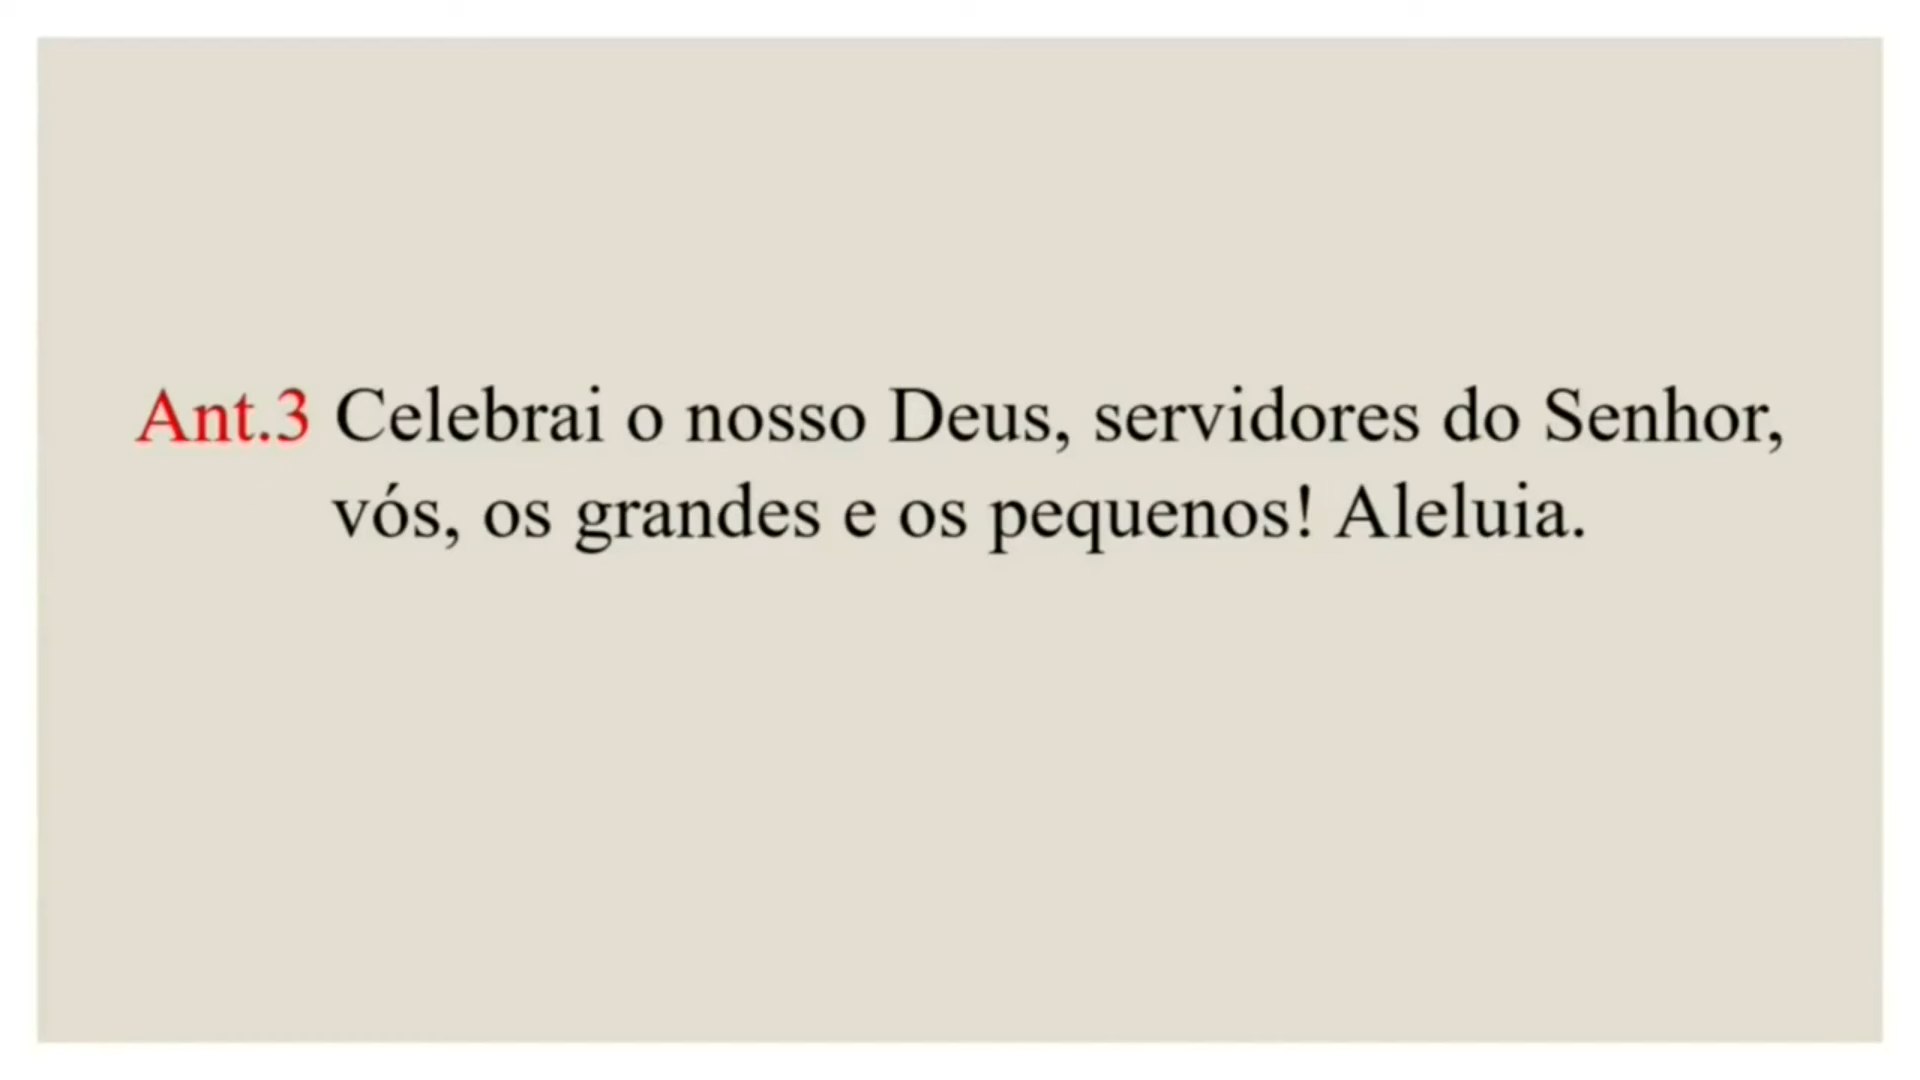 Ant.3 Celebrai o nosso Deus, servidores do Senhor,
vós, os grandes e os pequenos! Aleluia.